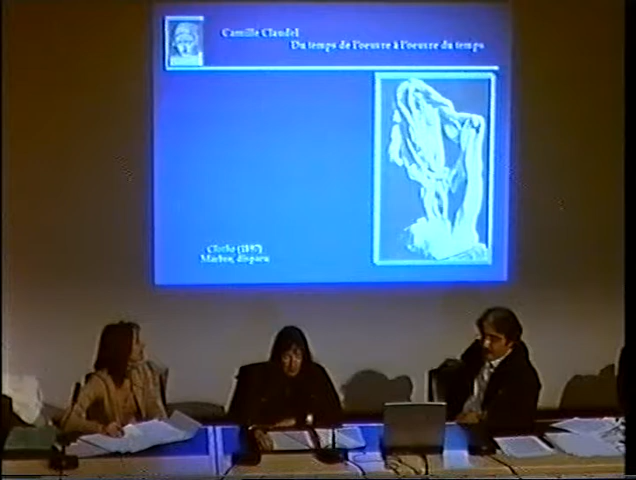 Camille Claudel
Du temps de l'oeuvre à l'oeuvre du temps
Clotho (1897)
Marbre, disparu